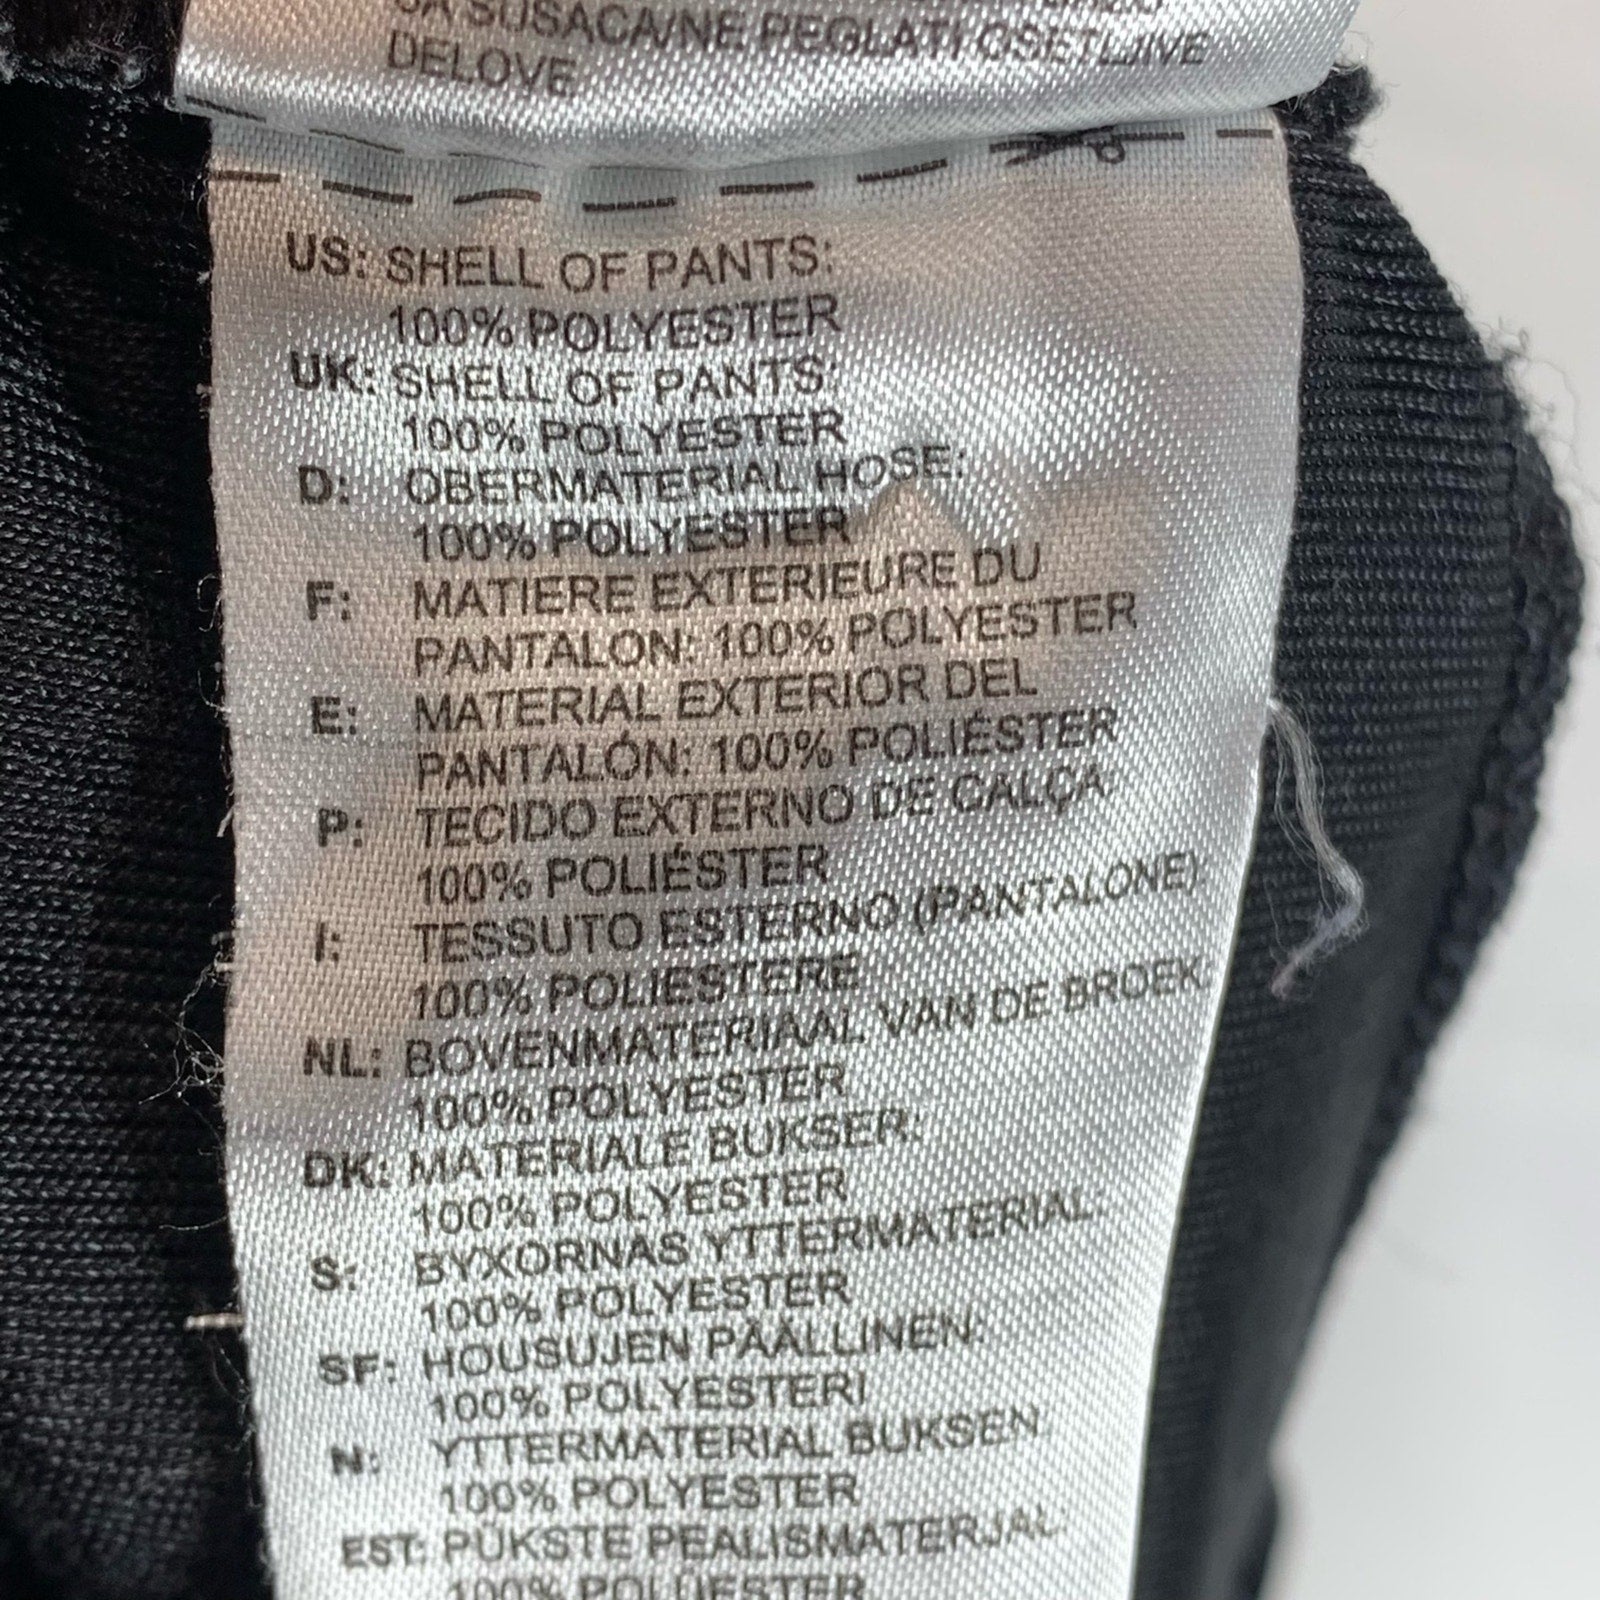 SA SUSACA/NE PEGLATI OSETLJIVE
DELOVE
US: SHELL OF PANTS:
100% POLYESTER
UK: SHELL OF PANTS:
100% POLYESTER
D: OBERMATERIAL HOSE:
100% POLYESTER
F: MATIERE EXTERIEURE DU
PANTALON: 100% POLYESTER
E: MATERIAL EXTERIOR DEL
PANTALÓN: 100% POLIÉSTER
P: TECIDO EXTERNO DE CALÇA
100% POLIÉSTER
I: TESSUTO ESTERNO (PANTALONE)
100% POLIESTERE
NL: BOVENMATERIAAL VAN DE BROEK
100% POLYESTER
DK: MATERIALE BUKSER:
100% POLYESTER
S: BYXORNAS YTTERMATERIAL
100% POLYESTER
SF: HOUSUJEN PÄÄLLINEN:
100% POLYESTERI
N: YTTERMATERIAL BUKSEN
100% POLYESTER
EST: PÜKSTE PEALISMATERJAL
100% POLÜESTER